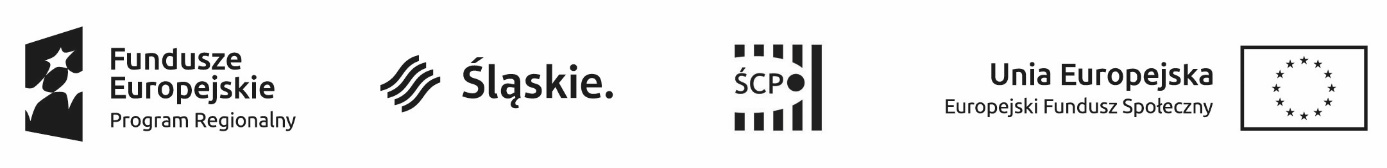 Fundusze
Europejskie
Program Regionalny
Śląskie.
ŚCP
Unia Europejska
Europejski Fundusz Społeczny